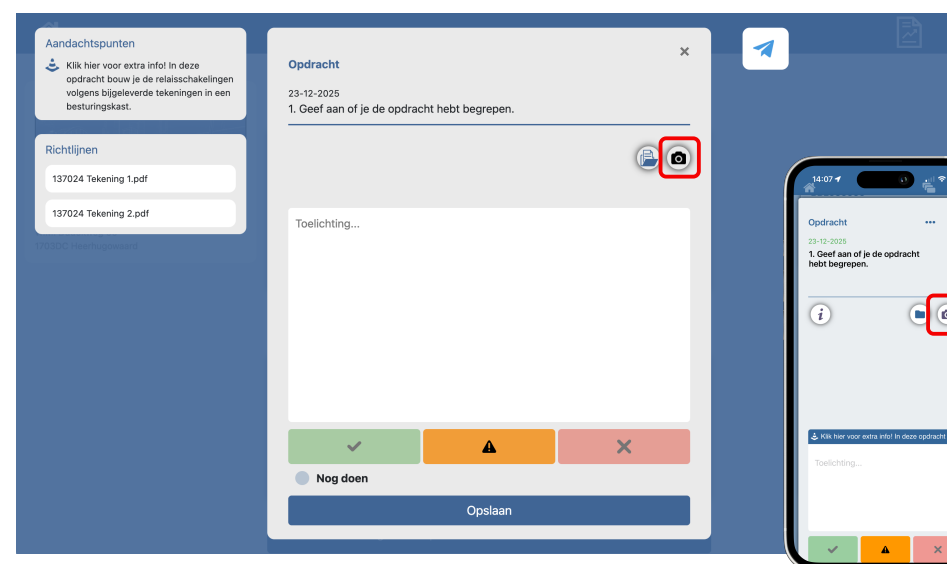 Aandachtspunten
Klik hier voor extra info! In deze
opdracht bouw je de relaisschakelingen
volgens bijgeleverde tekeningen in een
besturingskast.
Richtlijnen
137024 Tekening 1.pdf
137024 Tekening 2.pdf
1703DC Heerhugowaard
Opdracht
23-12-2025
1. Geef aan of je de opdracht hebt begrepen.
Toelichting...
Nog doen
Opslaan
14:07
Opdracht
23-12-2025
1. Geef aan of je de opdracht
hebt begrepen.
Klik hier voor extra info! In deze opdracht
Toelichting...